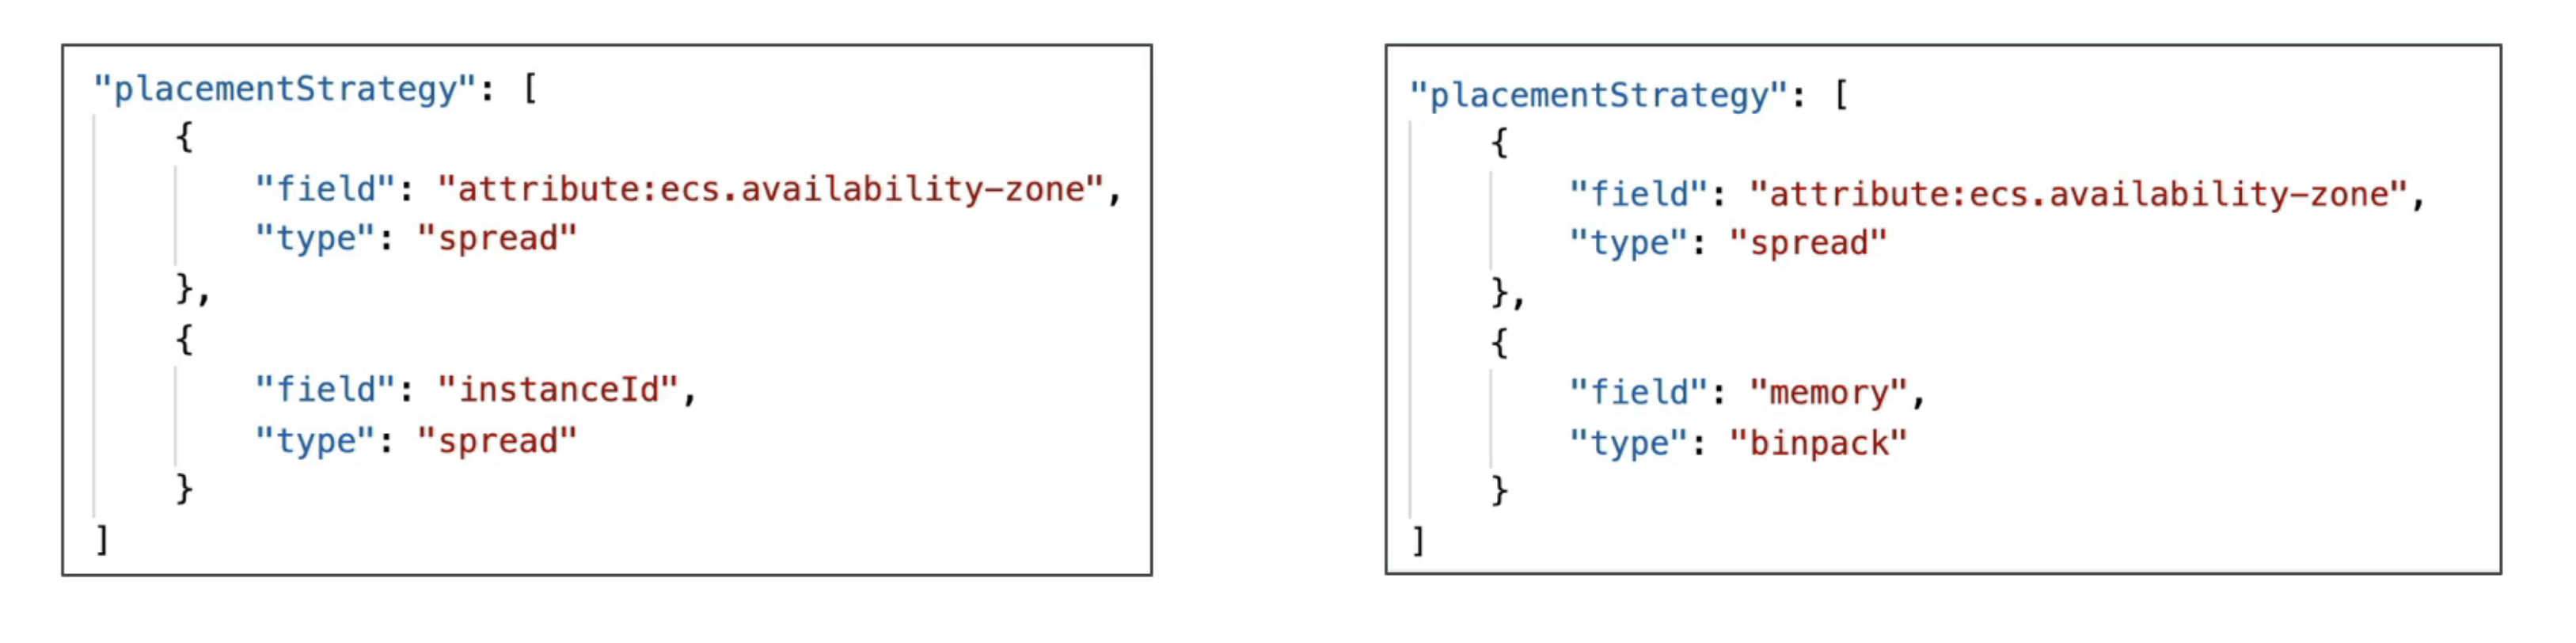 "placementStrategy": [
{
"field": "attribute:ecs.availability-zone",
"type": "spread"
},
{
"field": "instanceId",
"type": "spread"
}
]
"placementStrategy": [
{
"field": "attribute:ecs.availability-zone",
"type": "spread"
},
{
"field": "memory",
"type": "binpack"
}
]